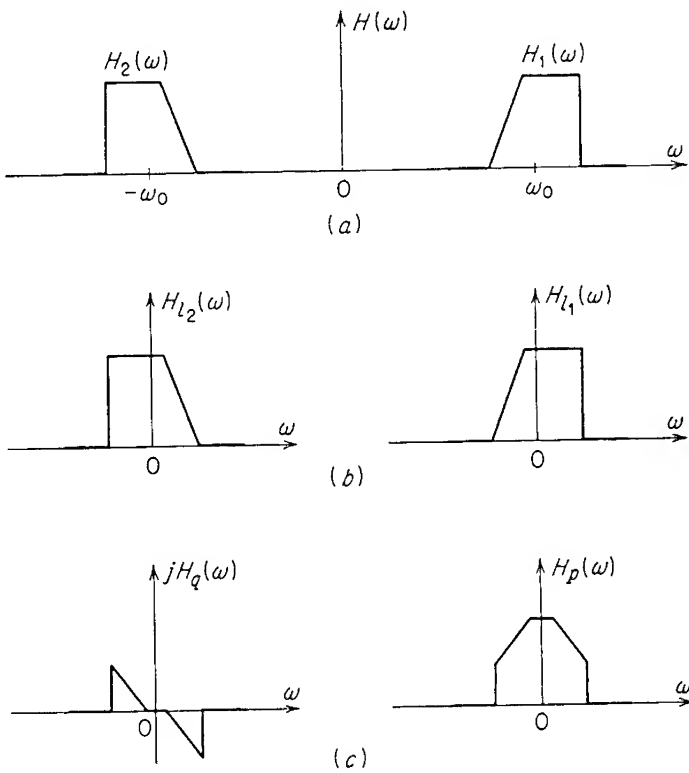 H(ω)
H₂(ω)
H₁(ω)
ω
-ω₀
0
ω₀
(a)
H_{l₂}(ω)
H_{l₁}(ω)
ω
ω
0
0
(b)
jH_q(ω)
H_p(ω)
ω
ω
0
0
(c)